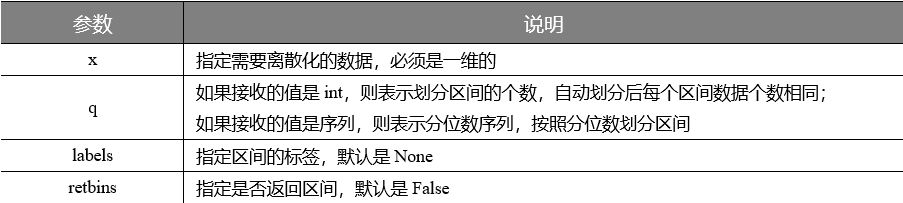 参数 说明
x 指定需要离散化的数据，必须是一维的
q 如果接收的值是 int，则表示划分区间的个数，自动划分后每个区间数据个数相同；
如果接收的值是序列，则表示分位数序列，按照分位数划分区间
labels 指定区间的标签，默认是 None
retbins 指定是否返回区间，默认是 False